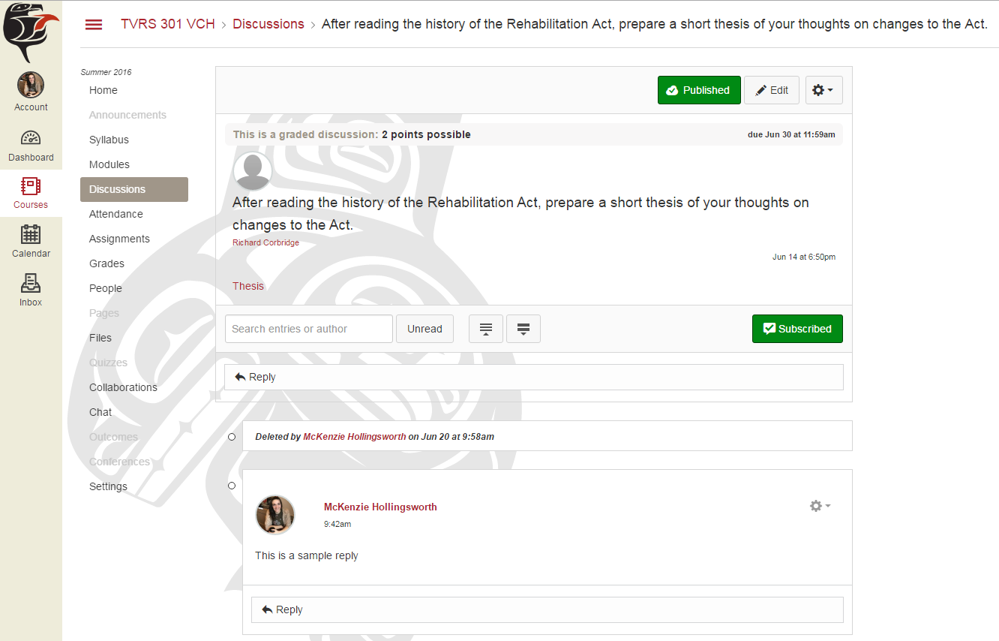 TVRS 301 VCH > Discussions > After reading the history of the Rehabilitation Act, prepare a short thesis of your thoughts on changes to the Act.
Account
Dashboard
Courses
Calendar
Inbox
Summer 2016
Home
Announcements
Syllabus
Modules
Discussions
Attendance
Assignments
Grades
People
Pages
Files
Quizzes
Collaborations
Chat
Outcomes
Conferences
Settings
Published
Edit
This is a graded discussion: 2 points possible
due Jun 30 at 11:59am
After reading the history of the Rehabilitation Act, prepare a short thesis of your thoughts on
changes to the Act.
Richard Corbridge
Jun 14 at 6:50pm
Thesis
Search entries or author
Unread
Subscribed
Reply
Deleted by McKenzie Hollingsworth on Jun 20 at 9:58am
McKenzie Hollingsworth
9:42am
This is a sample reply
Reply